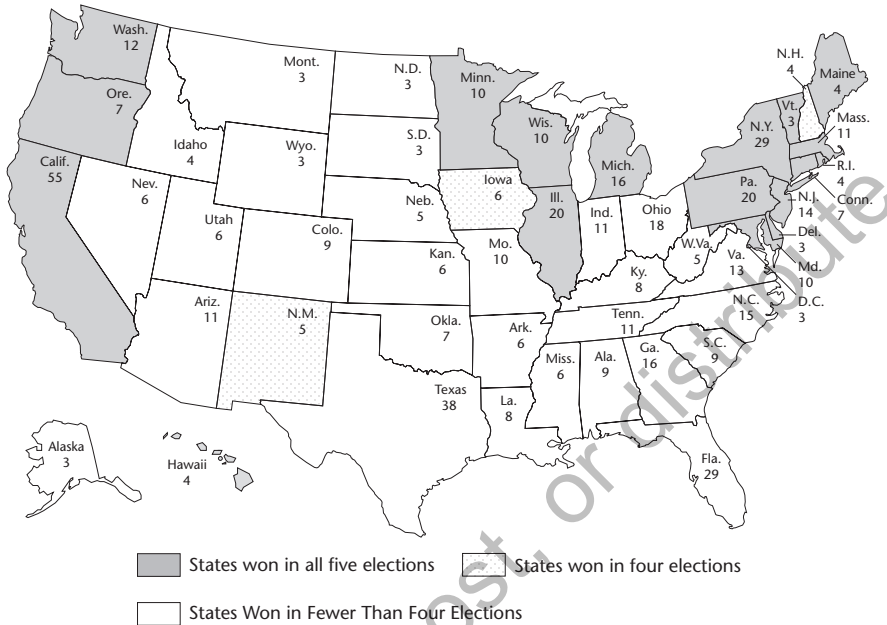 Wash.
12
Ore.
7
Calif.
55
Nev.
6
Idaho
4
Mont.
3
Wyo.
3
Utah
6
Ariz.
11
Colo.
9
N.M.
5
N.D.
3
S.D.
3
Neb.
5
Kan.
6
Okla.
7
Texas
38
Minn.
10
Iowa
6
Mo.
10
Ark.
6
La.
8
Wis.
10
Ill.
20
Mich.
16
Ind.
11
Ohio
18
Ky.
8
Tenn.
11
Miss.
6
Ala.
9
Ga.
16
Fla.
29
S.C.
9
N.C.
15
Va.
13
W.Va.
5
Pa.
20
N.Y.
29
Vt.
3
N.H.
4
Maine
4
Mass.
11
R.I.
4
Conn.
7
N.J.
14
Del.
3
Md.
10
D.C.
3
Alaska
3
Hawaii
4
States won in all five elections
States won in four elections
States Won in Fewer Than Four Elections
ost, or distribute